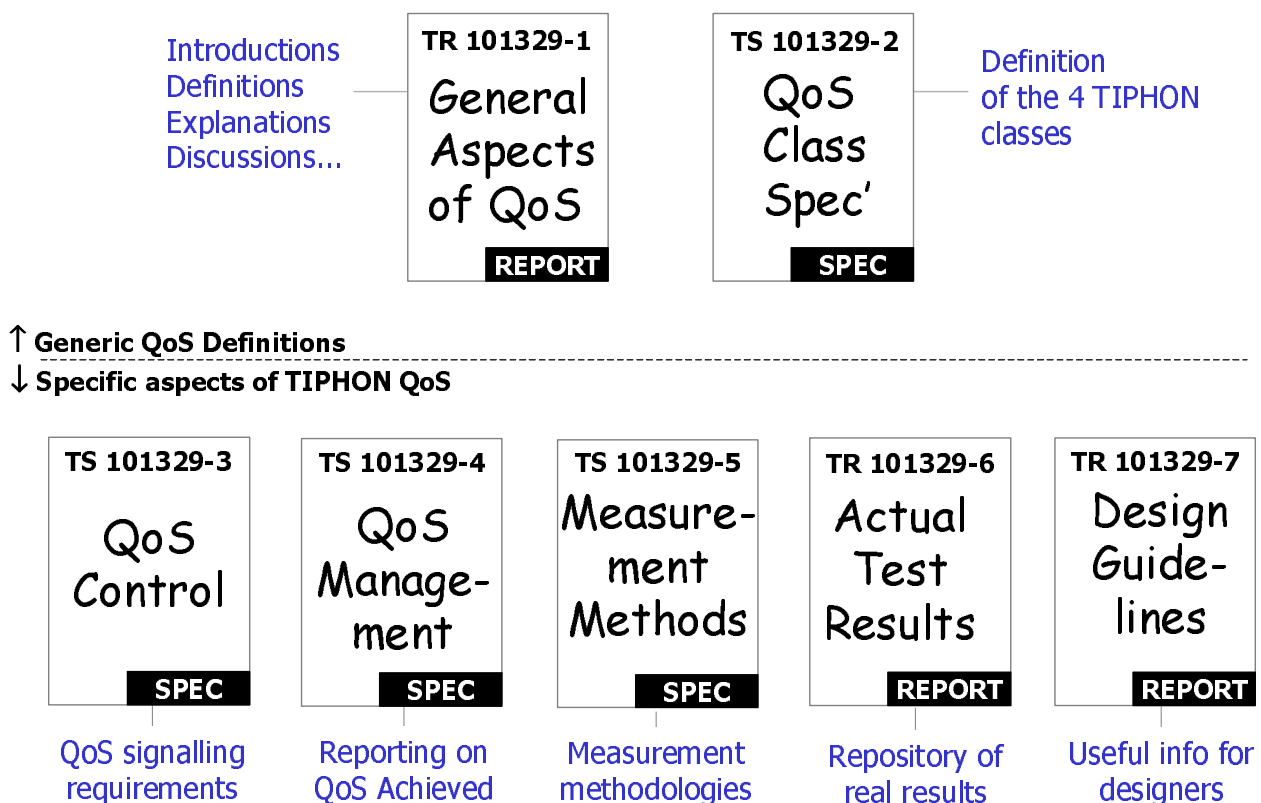 Introductions
Definitions
Explanations
Discussions...
TR 101329-1
General
Aspects
of QoS
REPORT
TS 101329-2
QoS
Class
Spec'
SPEC
Definition
of the 4 TIPHON
classes
↑ Generic QoS Definitions
↓ Specific aspects of TIPHON QoS
TS 101329-3
QoS
Control
SPEC
QoS signalling
requirements
TS 101329-4
QoS
Manage-
ment
SPEC
Reporting on
QoS Achieved
TS 101329-5
Measure-
ment
Methods
SPEC
Measurement
methodologies
TR 101329-6
Actual
Test
Results
REPORT
Repository of
real results
TR 101329-7
Design
Guide-
lines
REPORT
Useful info for
designers